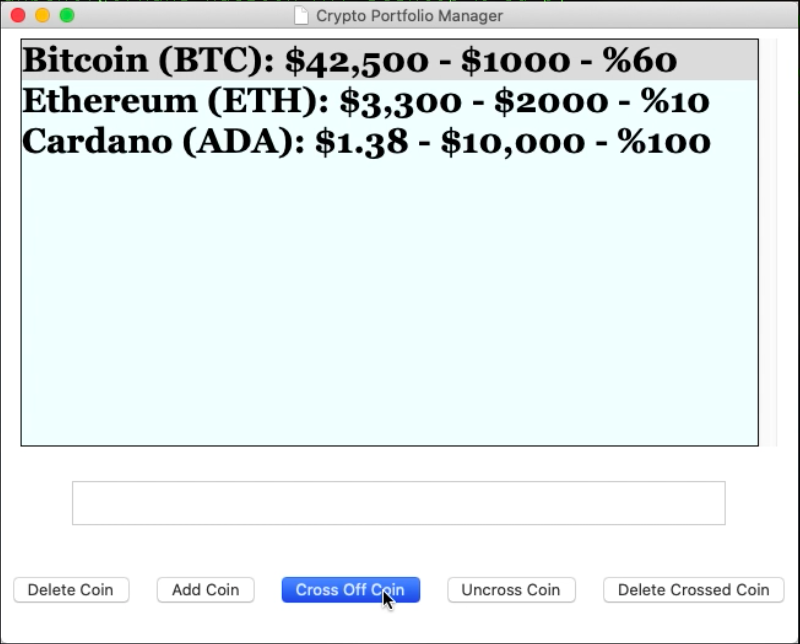 Crypto Portfolio Manager
Bitcoin (BTC): $42,500 - $1000 - %60
Ethereum (ETH): $3,300 - $2000 - %10
Cardano (ADA): $1.38 - $10,000 - %100
Delete Coin Add Coin Cross Off Coin Uncross Coin Delete Crossed Coin